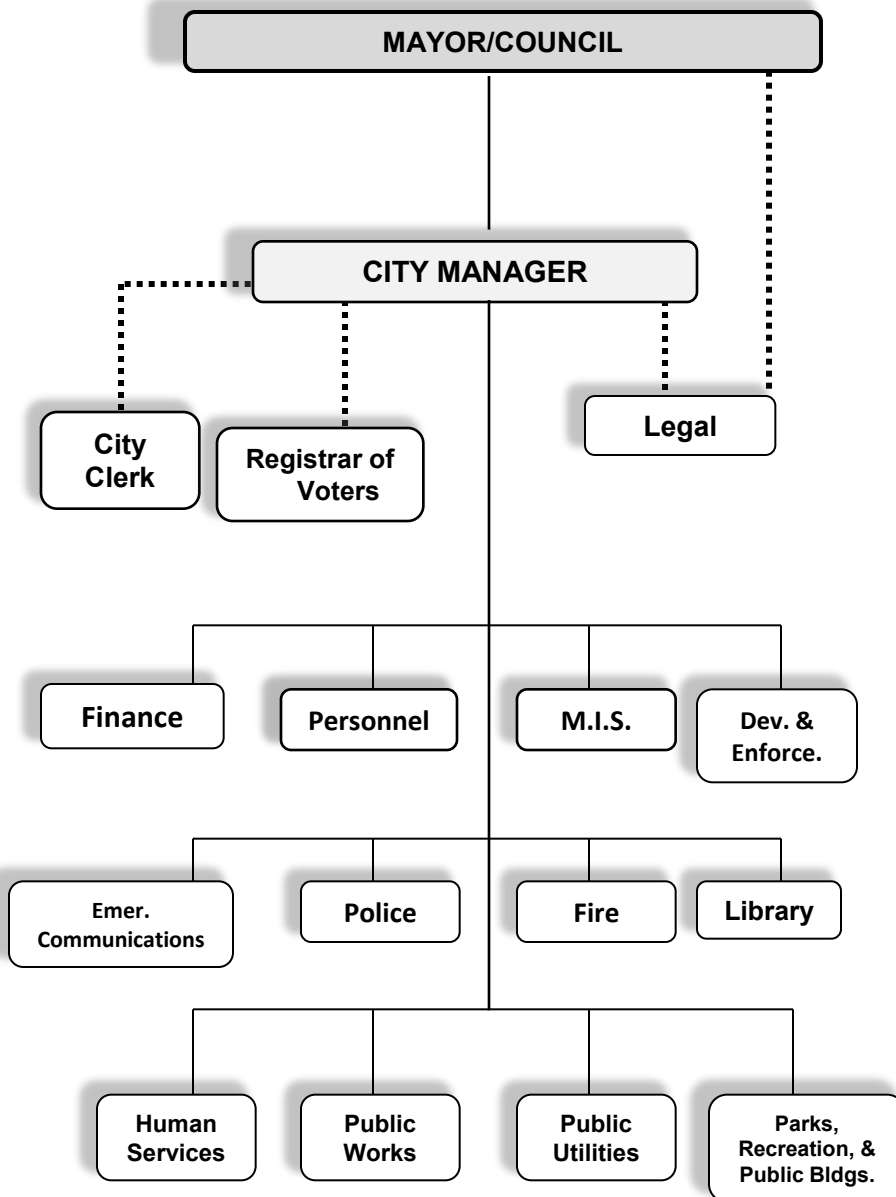 MAYOR/COUNCIL
CITY MANAGER
City
Clerk
Registrar of
Voters
Legal
Finance
Personnel
M.I.S.
Dev. &
Enforce.
Emer.
Communications
Police
Fire
Library
Human
Services
Public
Works
Public
Utilities
Parks,
Recreation, &
Public Bldgs.